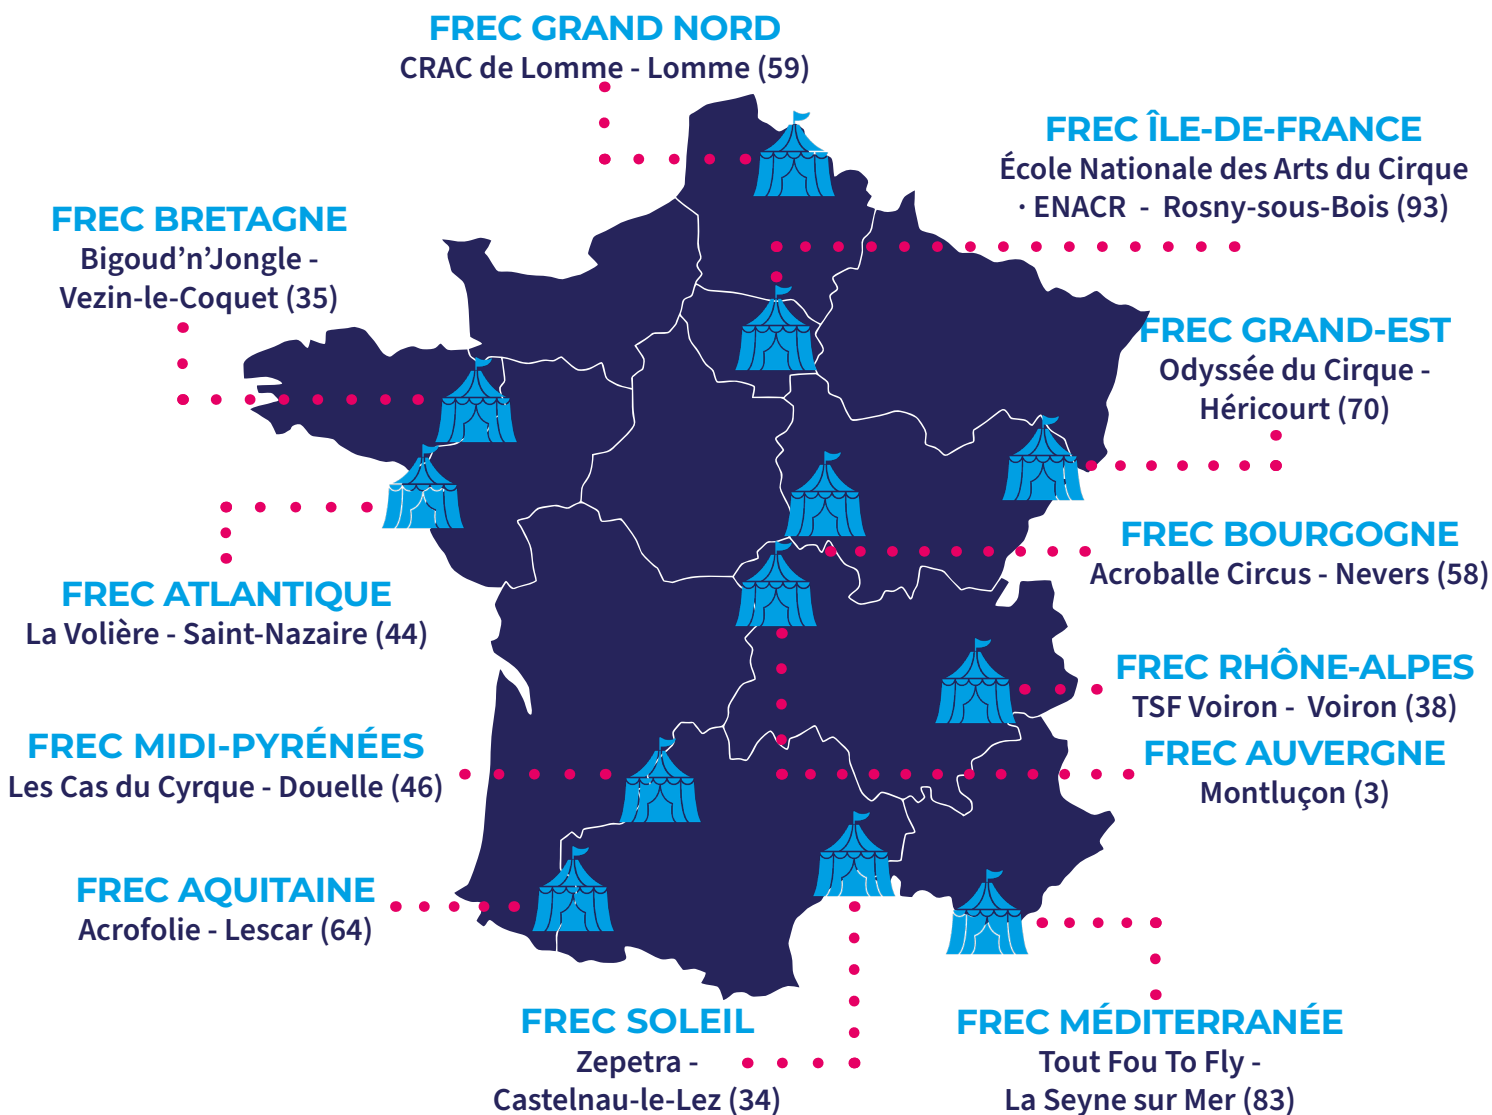 FREC GRAND NORD
CRAC de Lomme - Lomme (59)
FREC ÎLE-DE-FRANCE
École Nationale des Arts du Cirque
· ENACR - Rosny-sous-Bois (93)
FREC BRETAGNE
Bigoud’n’Jongle -
Vezin-le-Coquet (35)
FREC GRAND-EST
Odyssée du Cirque -
Héricourt (70)
FREC BOURGOGNE
Acroballe Circus - Nevers (58)
FREC ATLANTIQUE
La Volière - Saint-Nazaire (44)
FREC RHÔNE-ALPES
TSF Voiron - Voiron (38)
FREC MIDI-PYRÉNÉES
Les Cas du Cyrque - Douelle (46)
FREC AUVERGNE
Montluçon (3)
FREC AQUITAINE
Acrofolie - Lescar (64)
FREC SOLEIL
Zepetra -
Castelnau-le-Lez (34)
FREC MÉDITERRANÉE
Tout Fou To Fly -
La Seyne sur Mer (83)